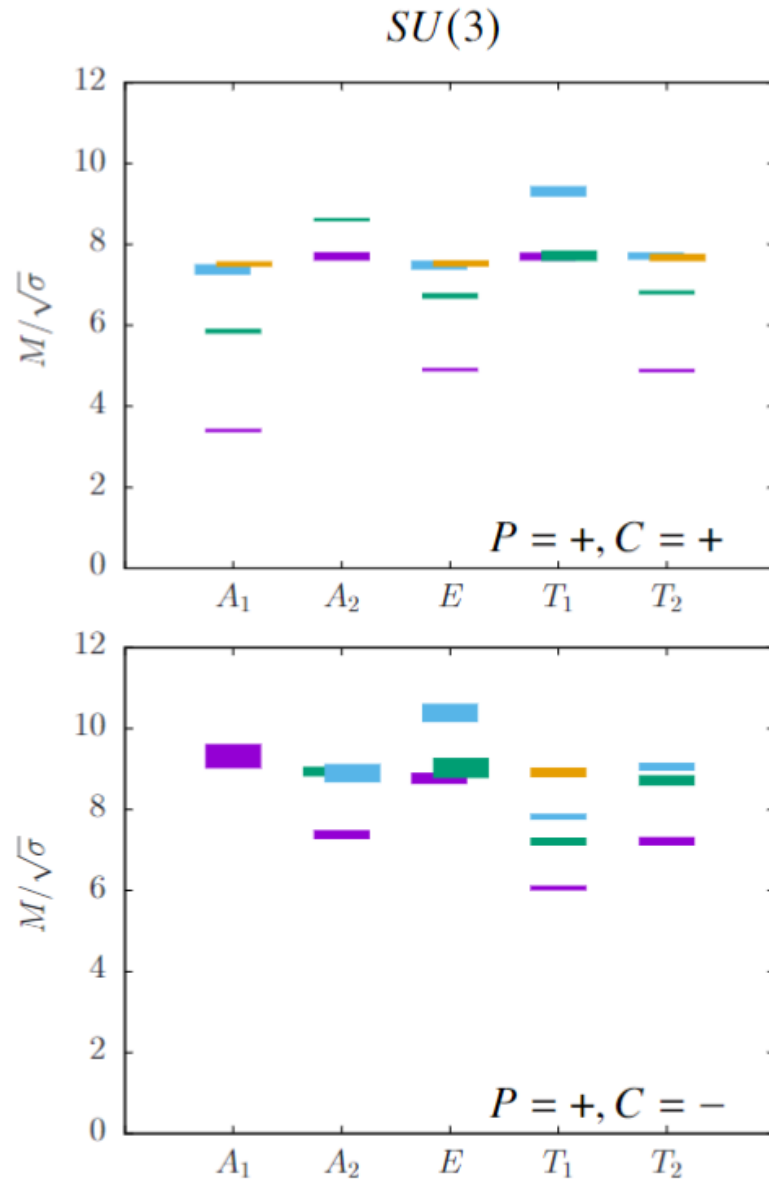 SU(3)
12
10
8
6
4
2
0
M/√σ
P = +, C = +
A₁ A₂ E T₁ T₂
12
10
8
6
4
2
0
M/√σ
P = +, C = −
A₁ A₂ E T₁ T₂